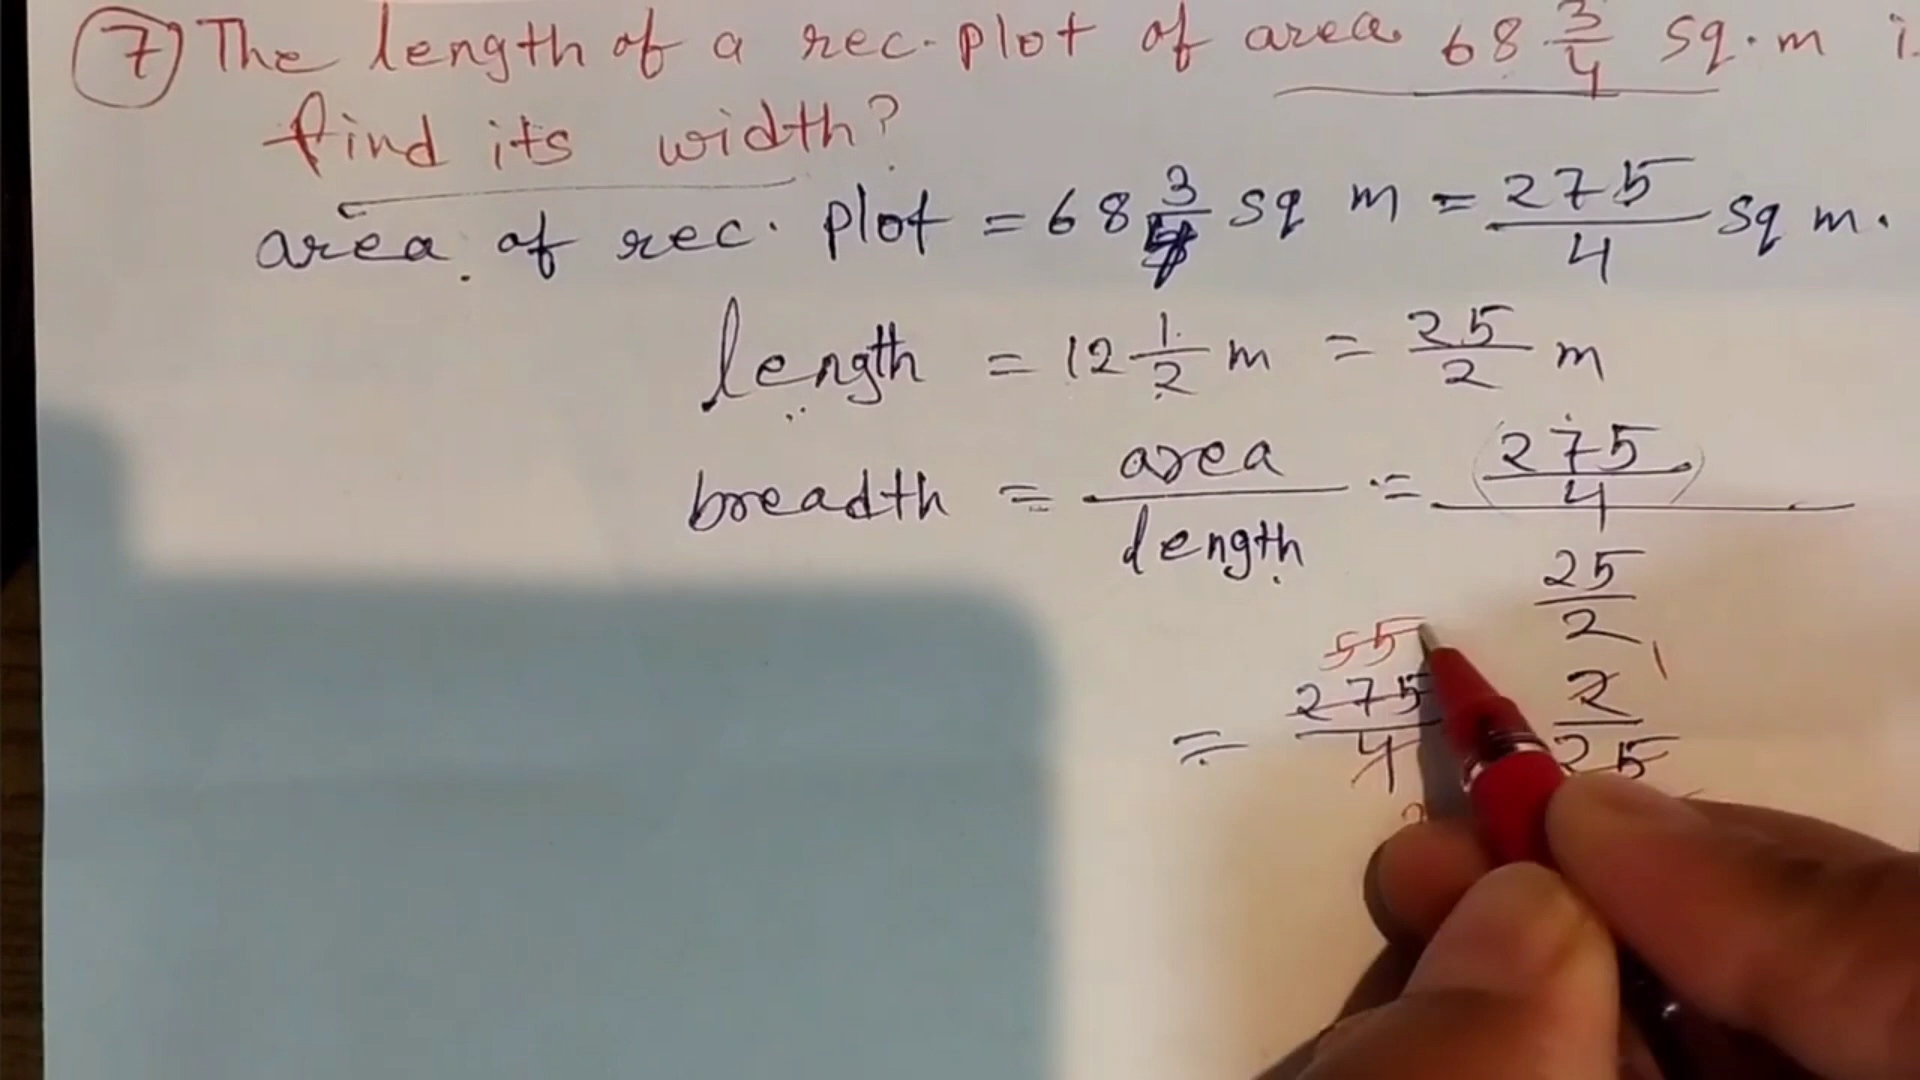 7 The length of a rec. plot of area 68 3/4 sq. m
find its width?
area of rec. plot = 68 3/4 sq m = 275/4 sq m.
length = 12 1/2 m = 25/2 m
breadth = area/length = (275/4)/(25/2)
55 1
= 275/4 2/25